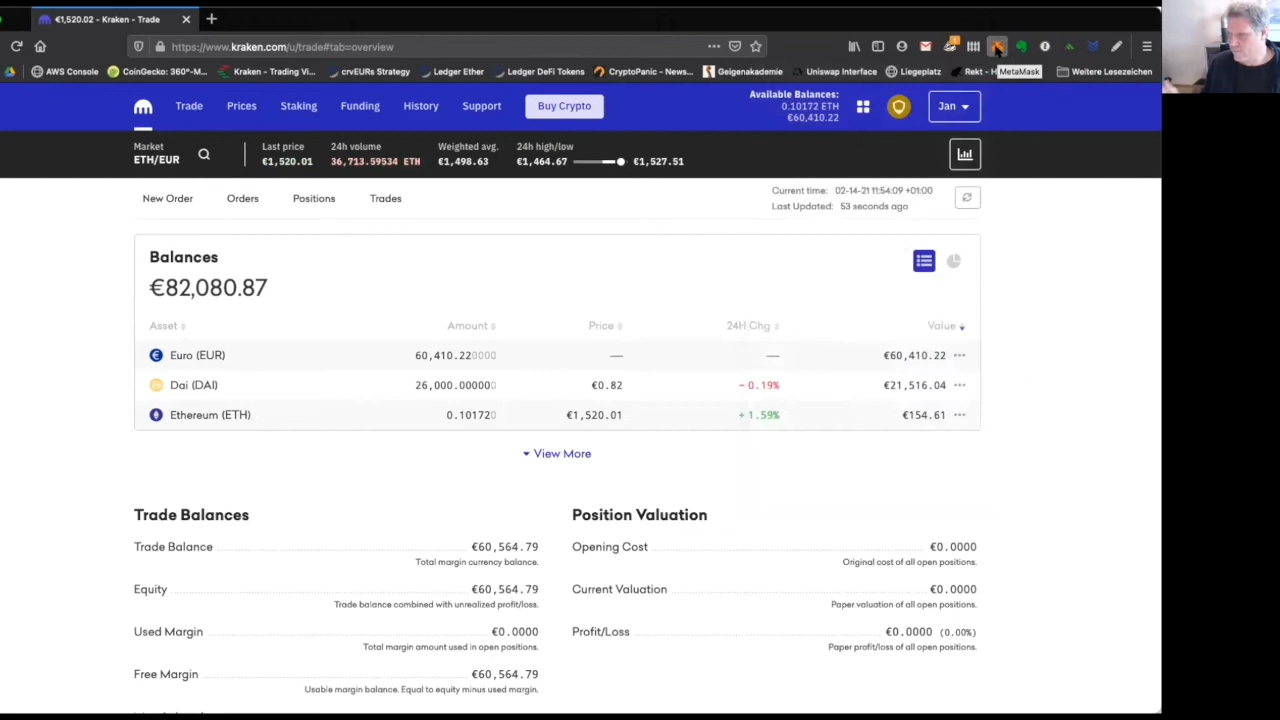 €1,520.02 - Kraken - Trade
https://www.kraken.com/u/trade#tab=overview
AWS Console CoinGecko: 360°-M... Kraken - Trading Vi... crvEURs Strategy Ledger Ether Ledger DeFi Tokens CryptoPanic - News... Geigenakademie Uniswap Interface Liegeplatz Rekt - H MetaMask Weitere Lesezeichen
Trade Prices Staking Funding History Support Buy Crypto
Available Balances:
0.10172 ETH
€60,410.22
Jan
Market
ETH/EUR
Last price
€1,520.01
24h volume
36,713.59534 ETH
Weighted avg.
€1,498.63
24h high/low
€1,464.67 €1,527.51
New Order Orders Positions Trades
Current time: 02-14-21 11:54:09 +01:00
Last Updated: 53 seconds ago
Balances
€82,080.87
Asset Amount Price 24H Chg Value
Euro (EUR) 60,410.220000 — — €60,410.22
Dai (DAI) 26,000.000000 €0.82 - 0.19% €21,516.04
Ethereum (ETH) 0.101720 €1,520.01 + 1.59% €154.61
View More
Trade Balances
Trade Balance €60,564.79
Total margin currency balance.
Equity €60,564.79
Trade balance combined with unrealized profit/loss.
Used Margin €0.0000
Total margin amount used in open positions.
Free Margin €60,564.79
Usable margin balance. Equal to equity minus used margin.
Position Valuation
Opening Cost €0.0000
Original cost of all open positions.
Current Valuation €0.0000
Paper valuation of all open positions.
Profit/Loss €0.0000 (0.00%)
Paper profit/loss of all open positions.